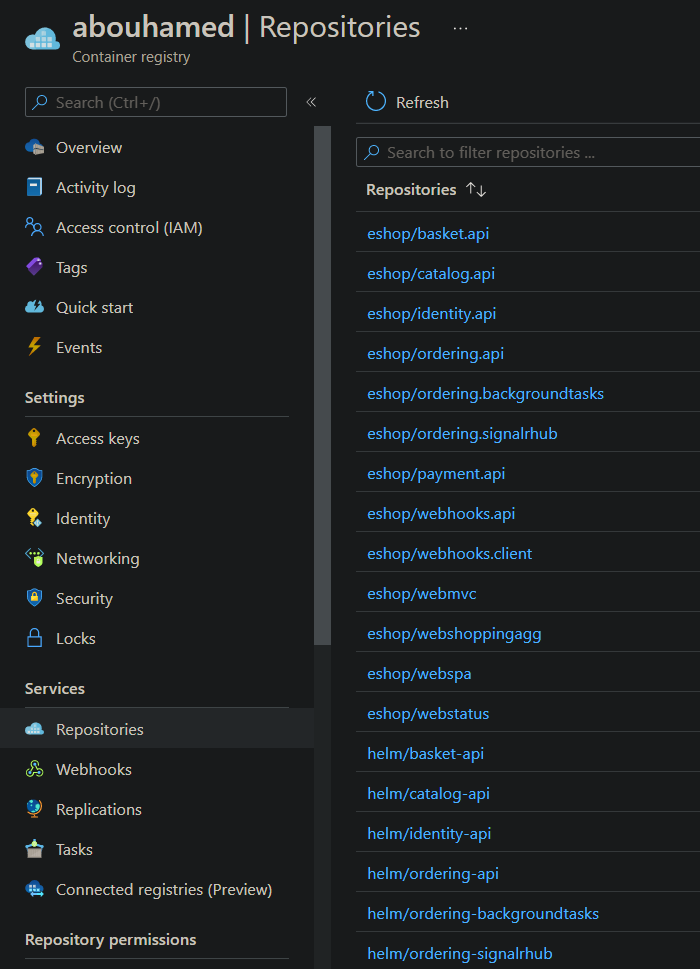 abouhamed | Repositories ...
Container registry
Search (Ctrl+/)
«
Overview
Activity log
Access control (IAM)
Tags
Quick start
Events
Settings
Access keys
Encryption
Identity
Networking
Security
Locks
Services
Repositories
Webhooks
Replications
Tasks
Connected registries (Preview)
Repository permissions
Refresh
Search to filter repositories ...
Repositories ↑↓
eshop/basket.api
eshop/catalog.api
eshop/identity.api
eshop/ordering.api
eshop/ordering.backgroundtasks
eshop/ordering.signalrhub
eshop/payment.api
eshop/webhooks.api
eshop/webhooks.client
eshop/webmvc
eshop/webshoppingagg
eshop/webspa
eshop/webstatus
helm/basket-api
helm/catalog-api
helm/identity-api
helm/ordering-api
helm/ordering-backgroundtasks
helm/ordering-signalrhub